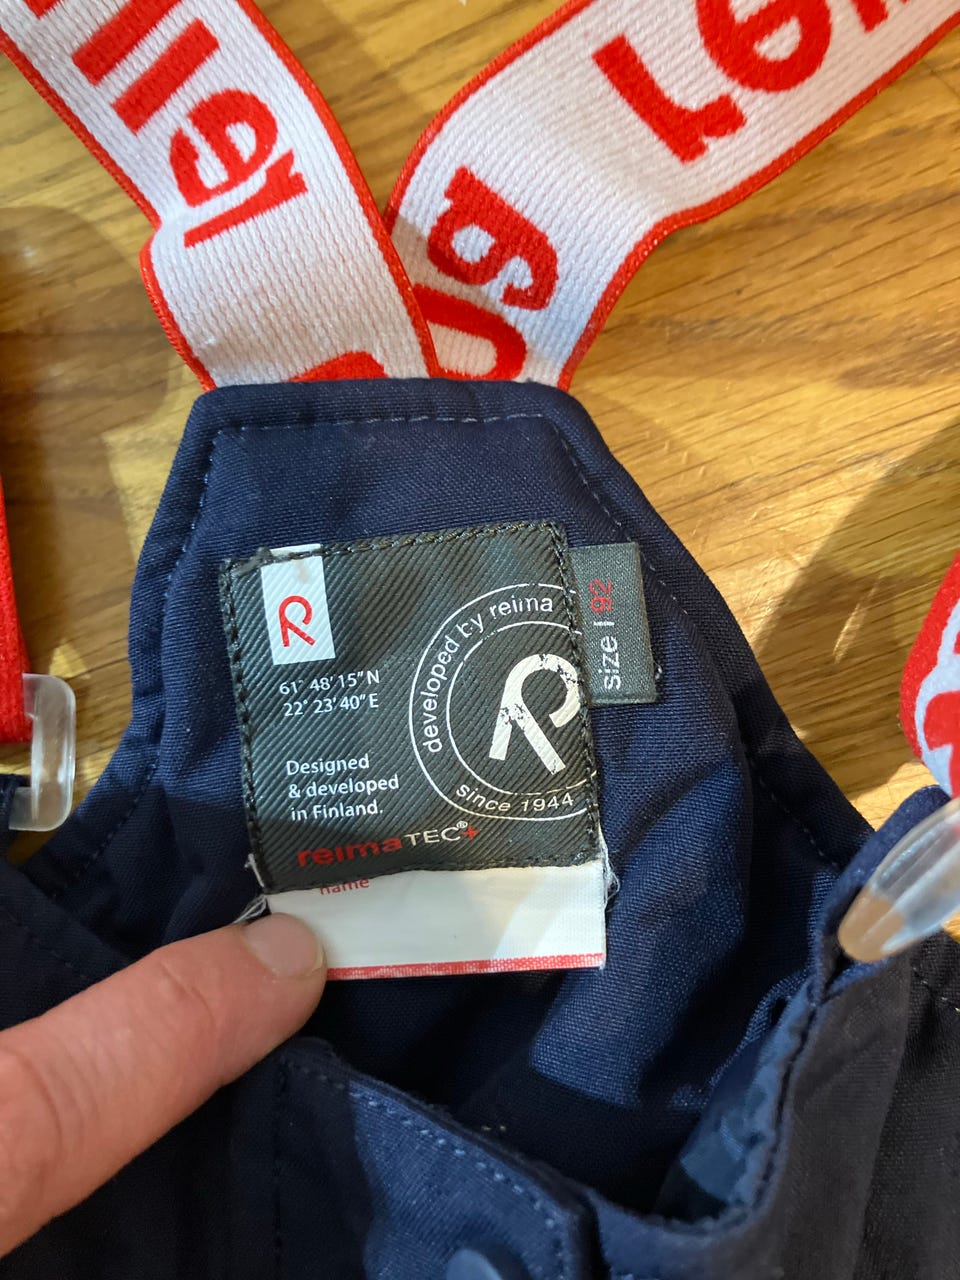 61° 48' 15" N
22° 23' 40" E
Designed
& developed
in Finland.
reimaTEC®+
developed by reima
since 1944
size | 92
name